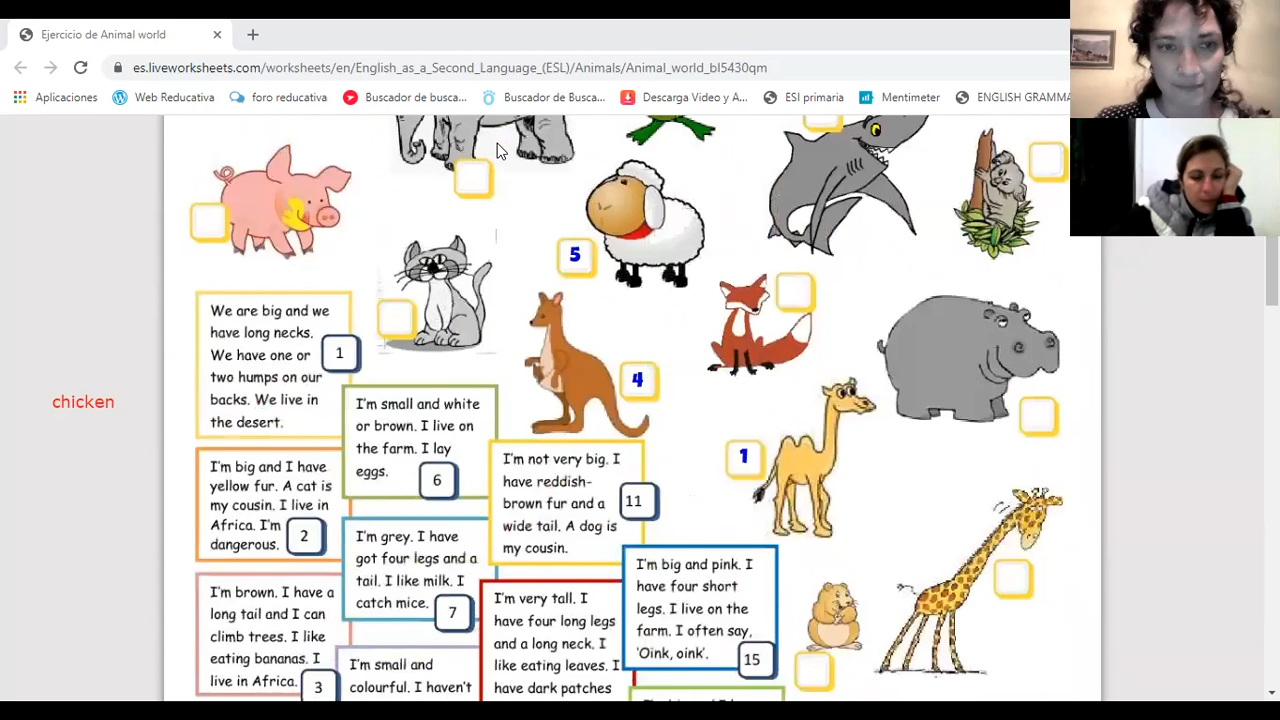 Ejercicio de Animal world
es.liveworksheets.com/worksheets/en/English_as_a_Second_Language_(ESL)/Animals/Animal_world_bl5430qm
Aplicaciones
Web Reducativa
foro reducativa
Buscador de busca...
Buscador de Busca...
Descarga Video y A...
ESI primaria
Mentimeter
ENGLISH GRAMMA
5
4
1
chicken
We are big and we
have long necks.
We have one or
two humps on our
backs. We live in
the desert.
1
I'm big and I have
yellow fur. A cat is
my cousin. I live in
Africa. I'm
dangerous.
2
I'm brown. I have a
long tail and I can
climb trees. I like
eating bananas. I
live in Africa.
3
I'm small and white
or brown. I live on
the farm. I lay
eggs.
6
I'm grey. I have
got four legs and a
tail. I like milk. I
catch mice.
7
I'm small and
colourful. I haven't
I'm not very big. I
have reddish-
brown fur and a
wide tail. A dog is
my cousin.
11
I'm very tall. I
have four long legs
and a long neck. I
like eating leaves. I
have dark patches
I'm big and pink. I
have four short
legs. I live on the
farm. I often say,
'Oink, oink'.
15